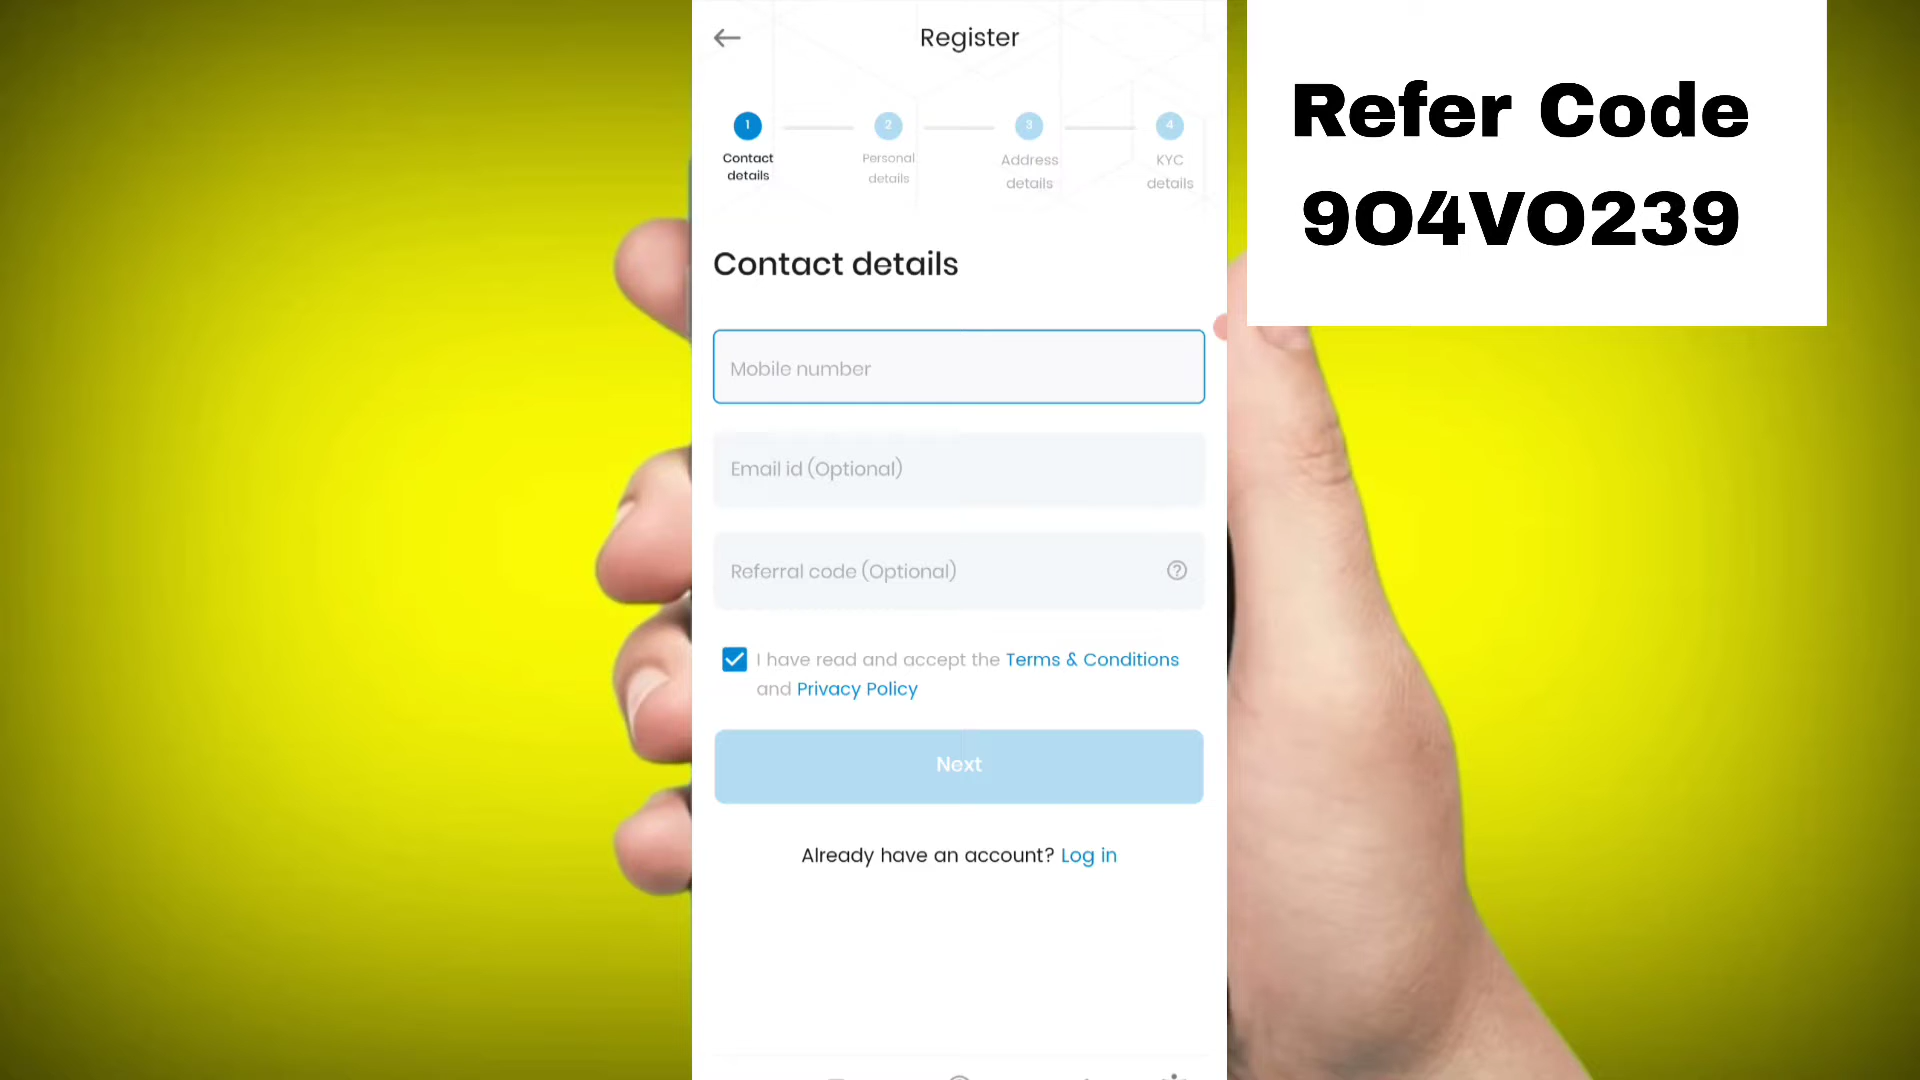 Register
1
2
3
4
Contact
details
Personal
details
Address
details
KYC
details
Contact details
Mobile number
Email id (Optional)
Referral code (Optional)
?
I have read and accept the Terms & Conditions
and Privacy Policy
Next
Already have an account? Log in
Refer Code
9O4VO239